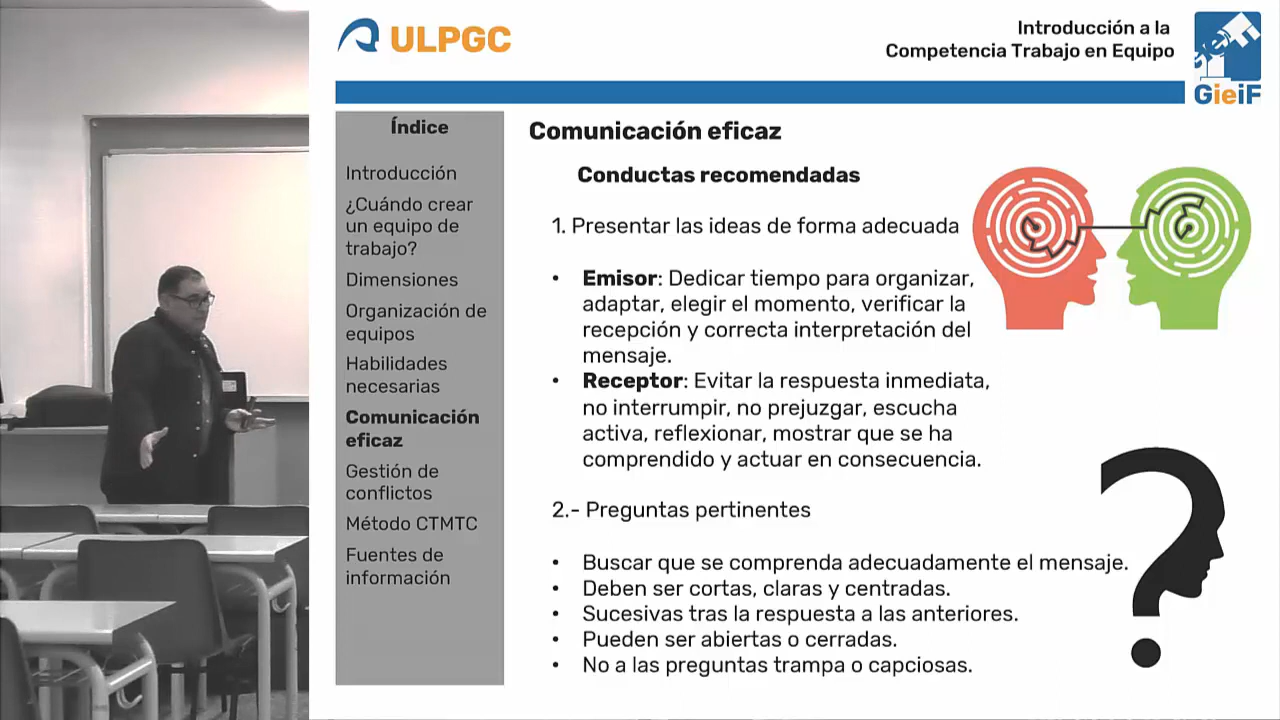 ULPGC
Introducción a la
Competencia Trabajo en Equipo
GieiF
Índice
Introducción
¿Cuándo crear
un equipo de
trabajo?
Dimensiones
Organización de
equipos
Habilidades
necesarias
Comunicación
eficaz
Gestión de
conflictos
Método CTMTC
Fuentes de
información
Comunicación eficaz
Conductas recomendadas
1. Presentar las ideas de forma adecuada
• Emisor: Dedicar tiempo para organizar,
adaptar, elegir el momento, verificar la
recepción y correcta interpretación del
mensaje.
• Receptor: Evitar la respuesta inmediata,
no interrumpir, no prejuzgar, escucha
activa, reflexionar, mostrar que se ha
comprendido y actuar en consecuencia.
2.- Preguntas pertinentes
• Buscar que se comprenda adecuadamente el mensaje.
• Deben ser cortas, claras y centradas.
• Sucesivas tras la respuesta a las anteriores.
• Pueden ser abiertas o cerradas.
• No a las preguntas trampa o capciosas.